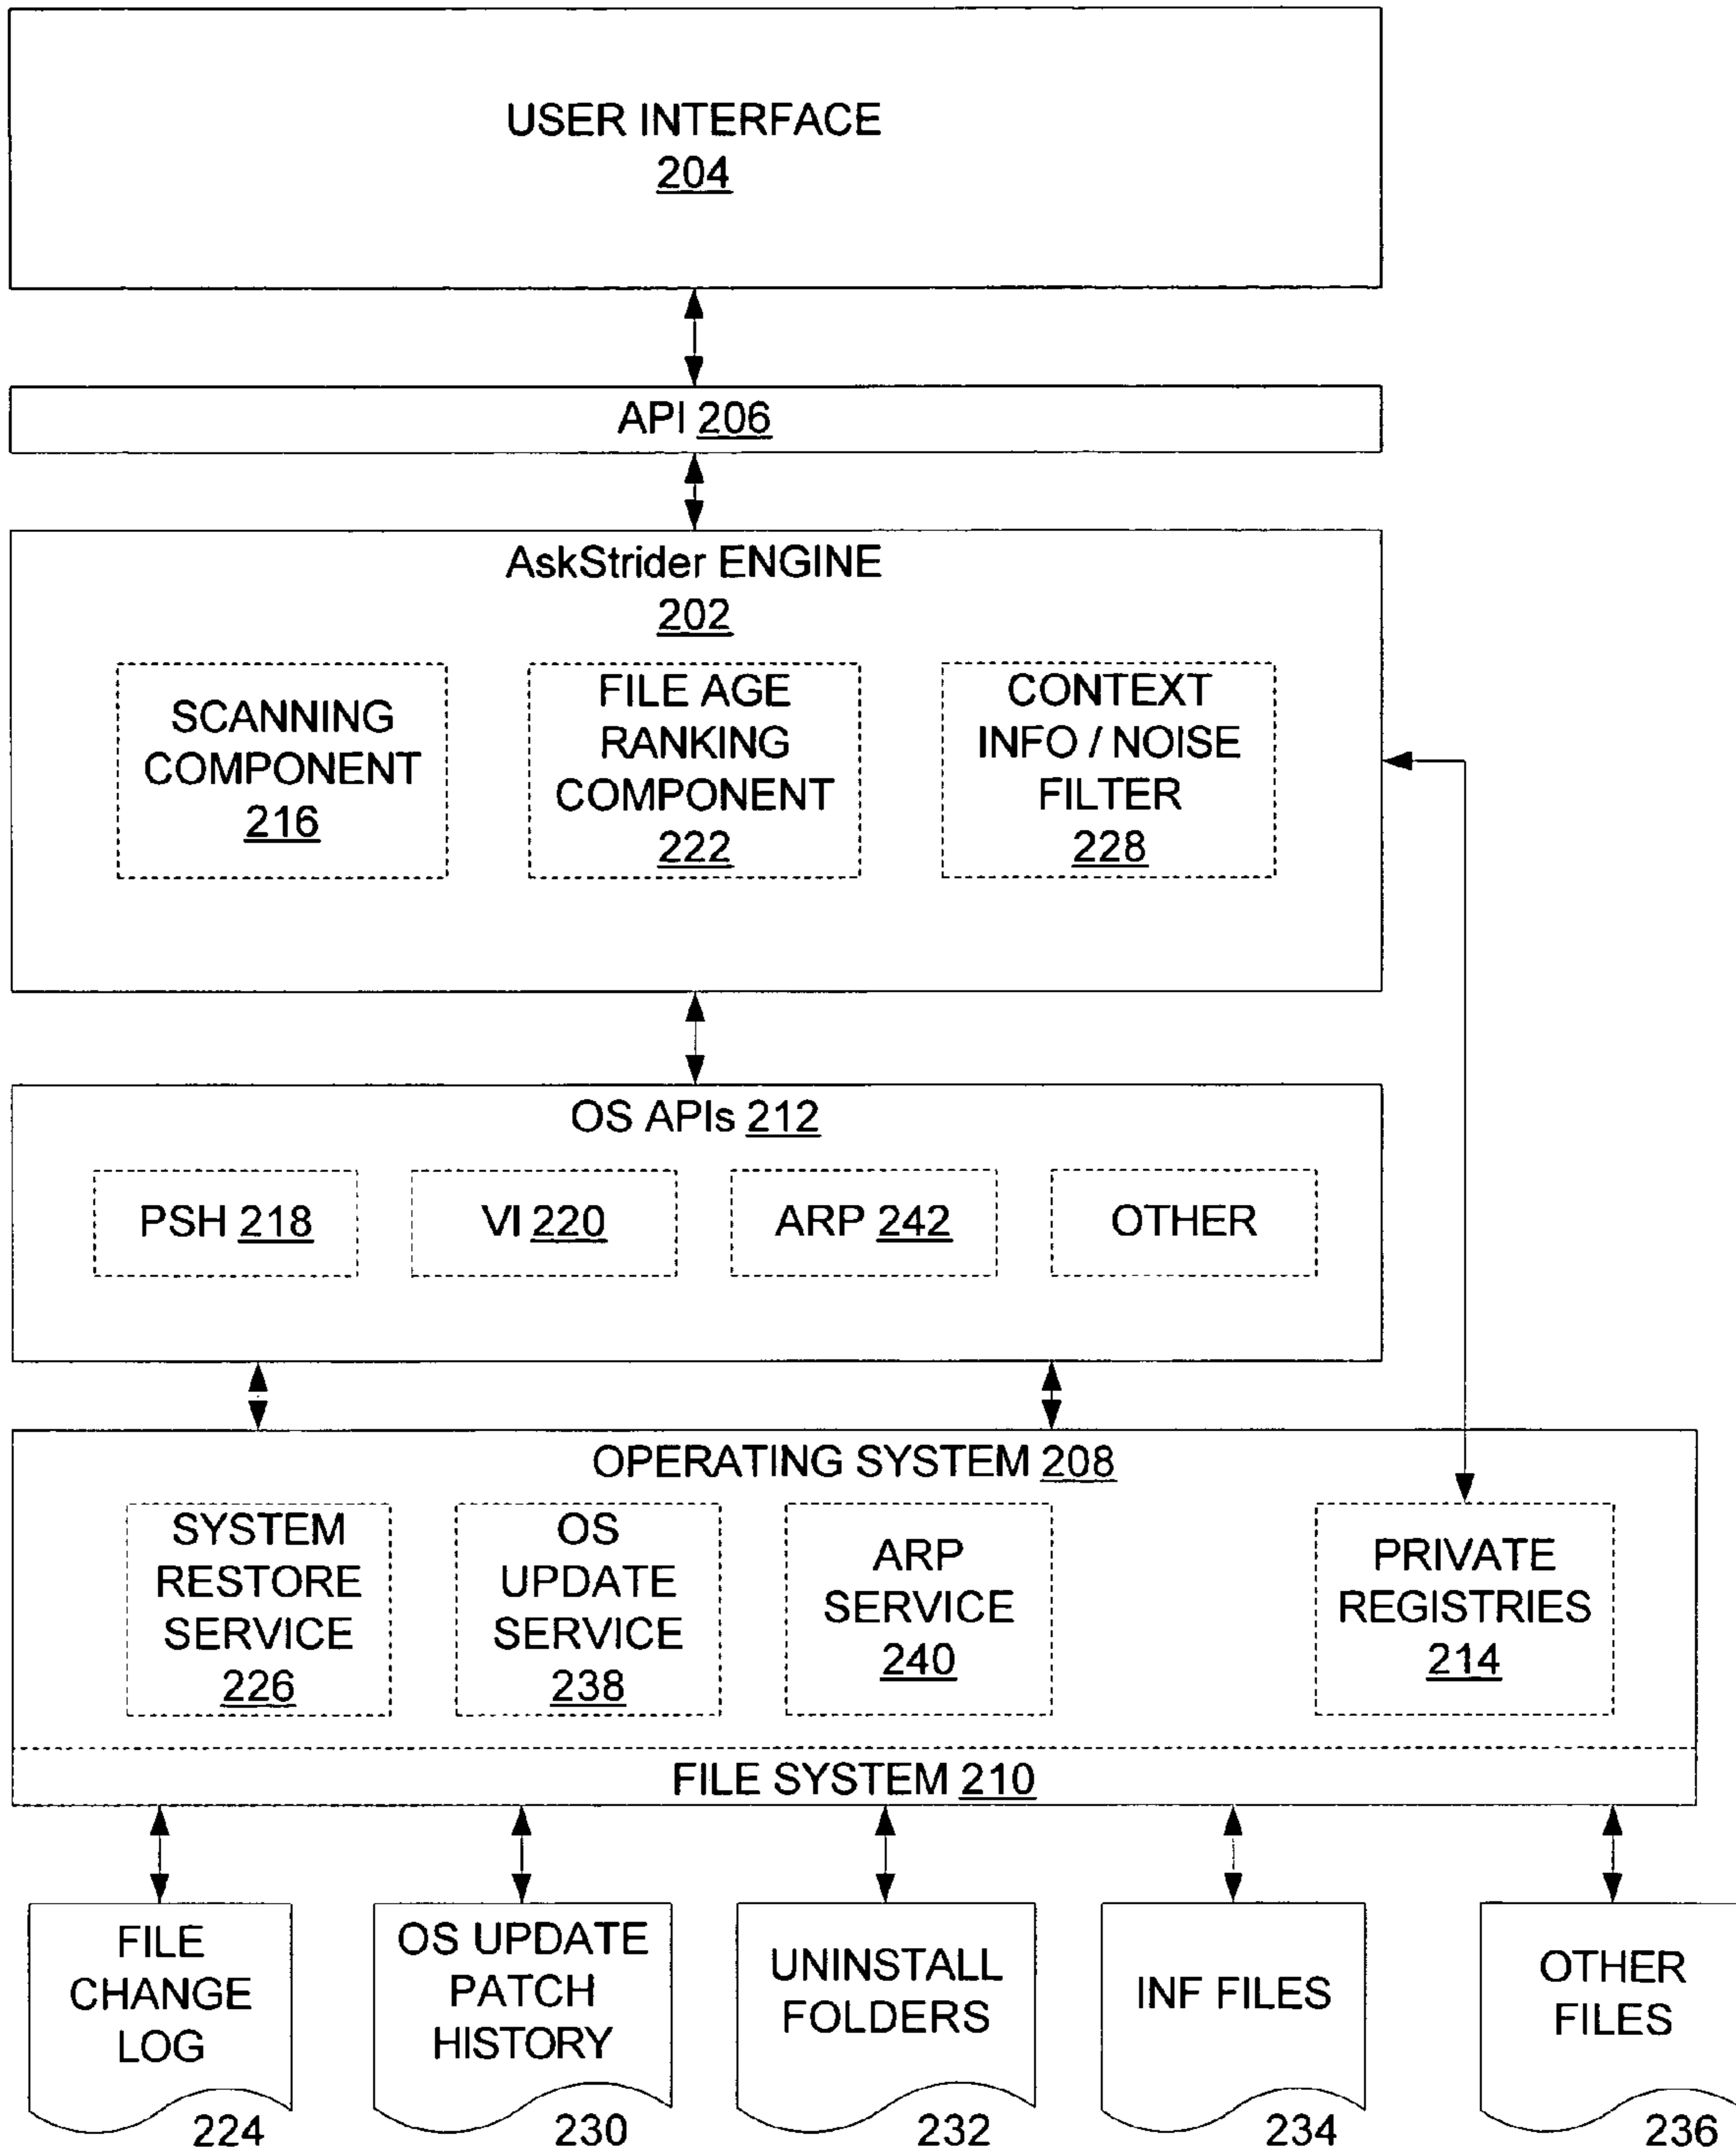 USER INTERFACE
204
API 206
AskStrider ENGINE
202
SCANNING
COMPONENT
216
FILE AGE
RANKING
COMPONENT
222
CONTEXT
INFO / NOISE
FILTER
228
OS APIs 212
PSH 218
VI 220
ARP 242
OTHER
OPERATING SYSTEM 208
SYSTEM
RESTORE
SERVICE
226
OS
UPDATE
SERVICE
238
ARP
SERVICE
240
PRIVATE
REGISTRIES
214
FILE SYSTEM 210
FILE
CHANGE
LOG
224
OS UPDATE
PATCH
HISTORY
230
UNINSTALL
FOLDERS
232
INF FILES
234
OTHER
FILES
236